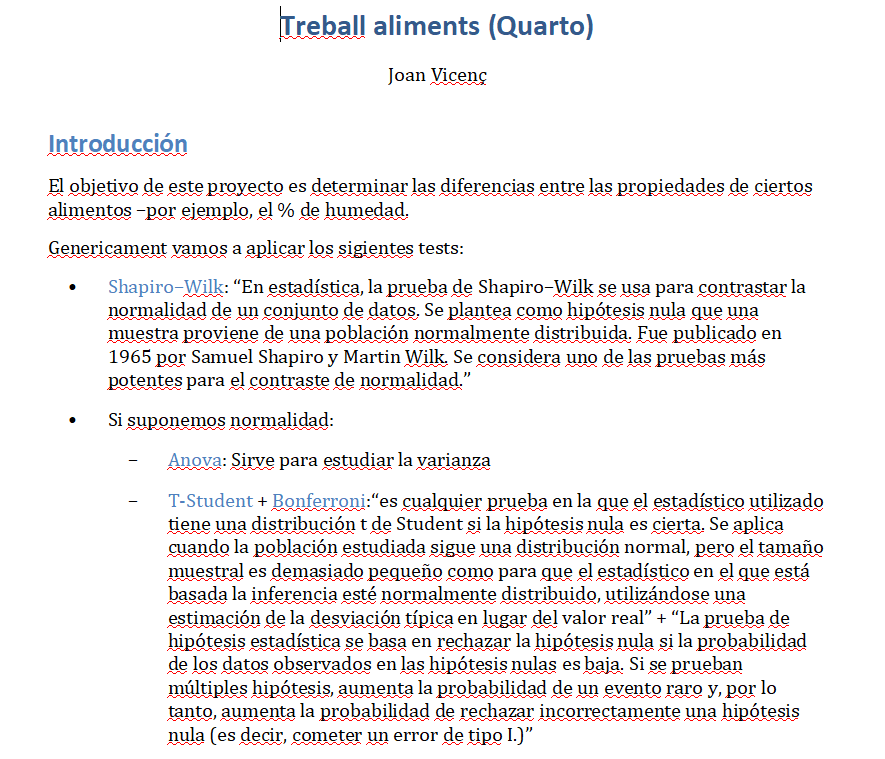 Treball aliments (Quarto)
Joan Vicenç
Introducción
El objetivo de este proyecto es determinar las diferencias entre las propiedades de ciertos
alimentos –por ejemplo, el % de humedad.
Genericament vamos a aplicar los sigientes tests:
• Shapiro–Wilk: “En estadística, la prueba de Shapiro–Wilk se usa para contrastar la
normalidad de un conjunto de datos. Se plantea como hipótesis nula que una
muestra proviene de una población normalmente distribuida. Fue publicado en
1965 por Samuel Shapiro y Martin Wilk. Se considera uno de las pruebas más
potentes para el contraste de normalidad.”
• Si suponemos normalidad:
– Anova: Sirve para estudiar la varianza
– T-Student + Bonferroni:“es cualquier prueba en la que el estadístico utilizado
tiene una distribución t de Student si la hipótesis nula es cierta. Se aplica
cuando la población estudiada sigue una distribución normal, pero el tamaño
muestral es demasiado pequeño como para que el estadístico en el que está
basada la inferencia esté normalmente distribuido, utilizándose una
estimación de la desviación típica en lugar del valor real” + “La prueba de
hipótesis estadística se basa en rechazar la hipótesis nula si la probabilidad
de los datos observados en las hipótesis nulas es baja. Si se prueban
múltiples hipótesis, aumenta la probabilidad de un evento raro y, por lo
tanto, aumenta la probabilidad de rechazar incorrectamente una hipótesis
nula (es decir, cometer un error de tipo I.)”